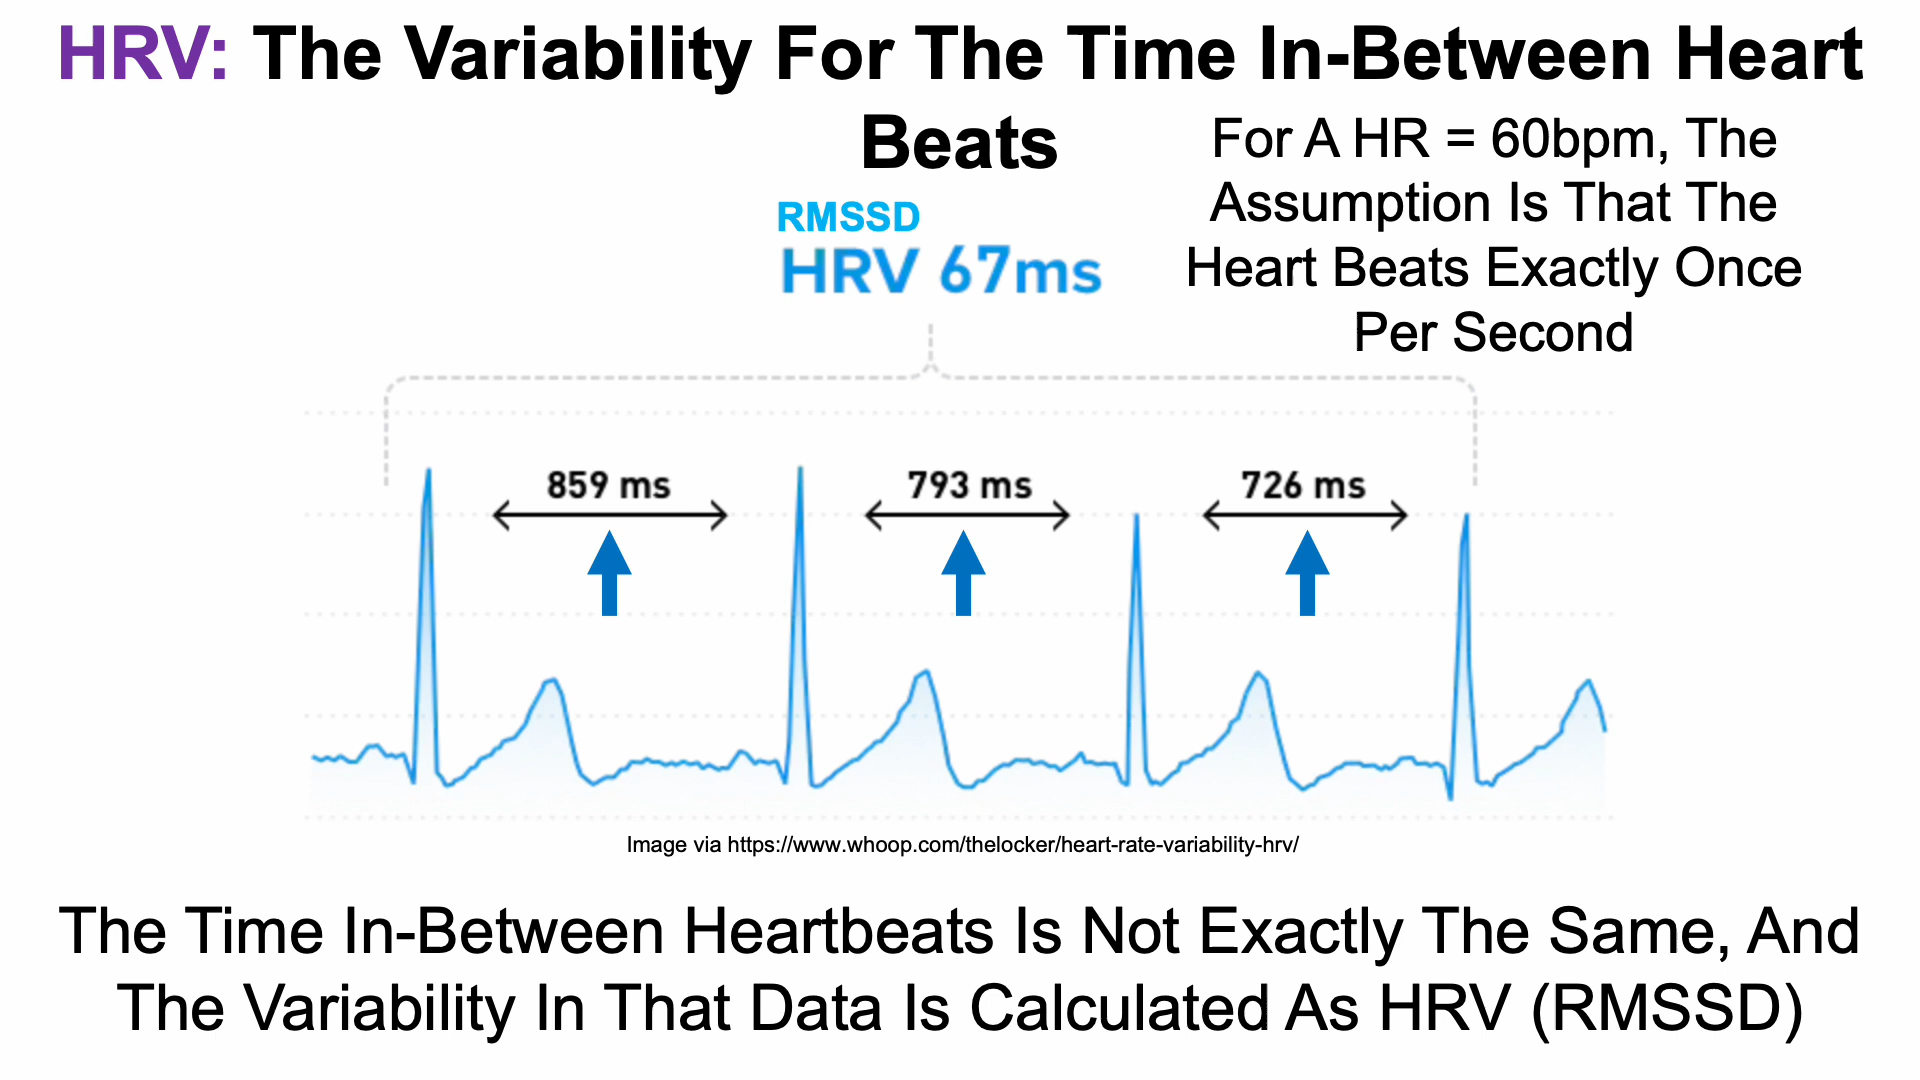 HRV: The Variability For The Time In-Between Heart
Beats
For A HR = 60bpm, The
Assumption Is That The
Heart Beats Exactly Once
Per Second
RMSSD
HRV 67ms
859 ms
793 ms
726 ms
Image via https://www.whoop.com/thelocker/heart-rate-variability-hrv/
The Time In-Between Heartbeats Is Not Exactly The Same, And
The Variability In That Data Is Calculated As HRV (RMSSD)